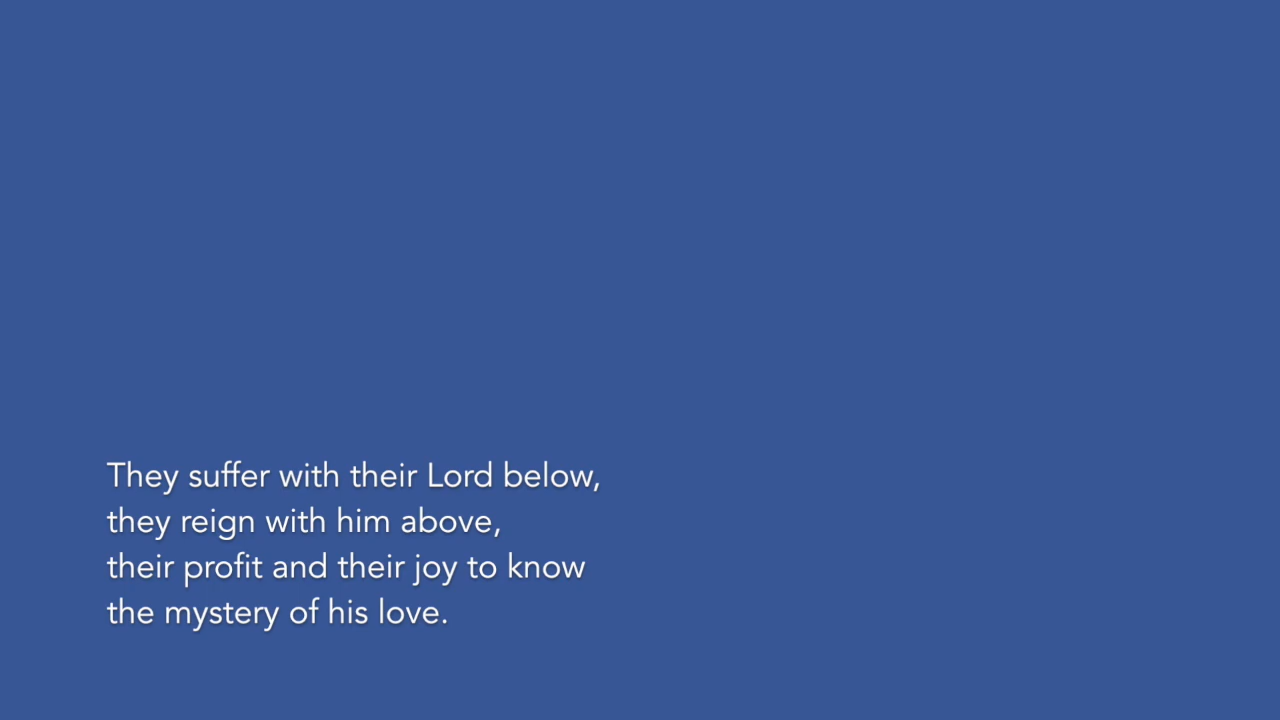 They suffer with their Lord below,
they reign with him above,
their profit and their joy to know
the mystery of his love.